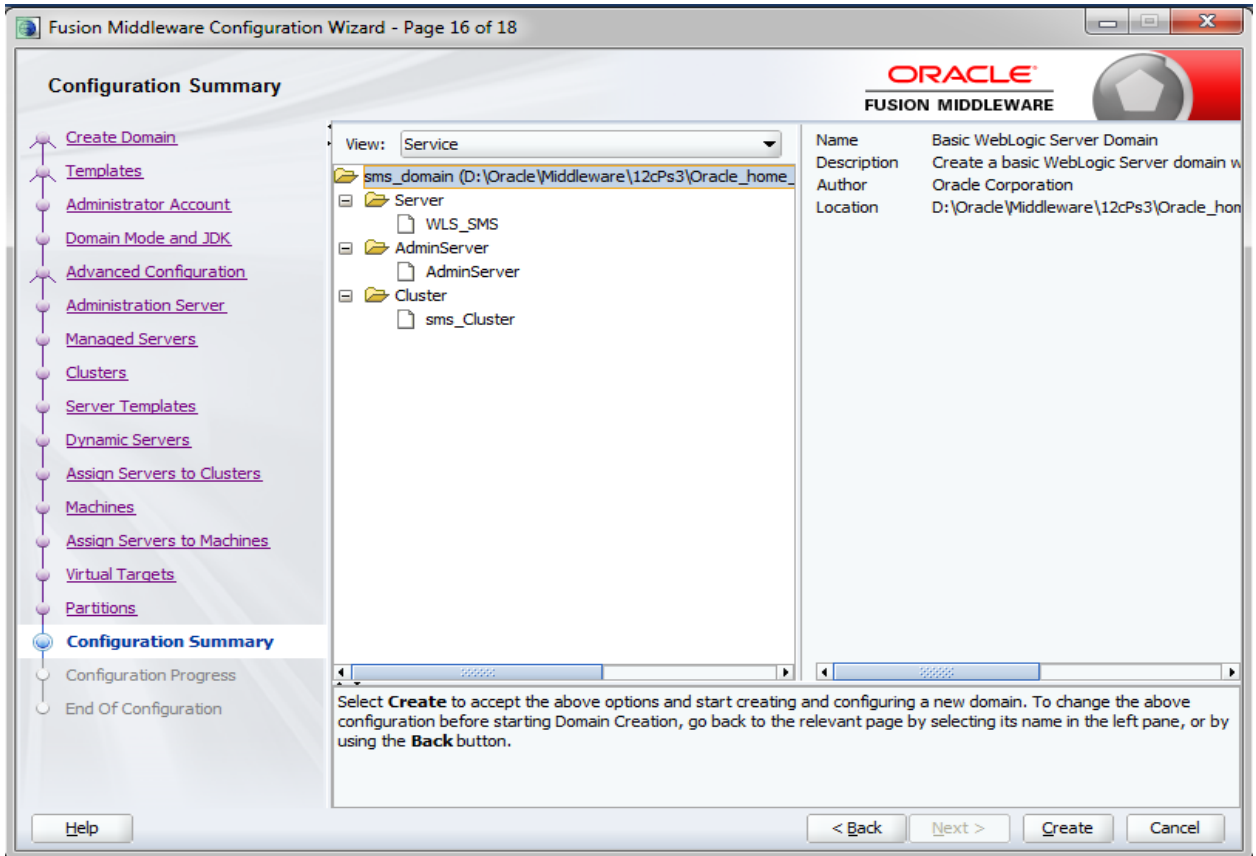 Fusion Middleware Configuration Wizard - Page 16 of 18
Configuration Summary
ORACLE
FUSION MIDDLEWARE
Create Domain
Templates
Administrator Account
Domain Mode and JDK
Advanced Configuration
Administration Server
Managed Servers
Clusters
Server Templates
Dynamic Servers
Assign Servers to Clusters
Machines
Assign Servers to Machines
Virtual Targets
Partitions
Configuration Summary
Configuration Progress
End Of Configuration
View: Service
sms_domain (D:\Oracle\Middleware\12cPs3\Oracle_home_
Server
WLS_SMS
AdminServer
AdminServer
Cluster
sms_Cluster
Name Basic WebLogic Server Domain
Description Create a basic WebLogic Server domain w
Author Oracle Corporation
Location D:\Oracle\Middleware\12cPs3\Oracle_hom
Select Create to accept the above options and start creating and configuring a new domain. To change the above
configuration before starting Domain Creation, go back to the relevant page by selecting its name in the left pane, or by
using the Back button.
Help
< Back Next > Create Cancel